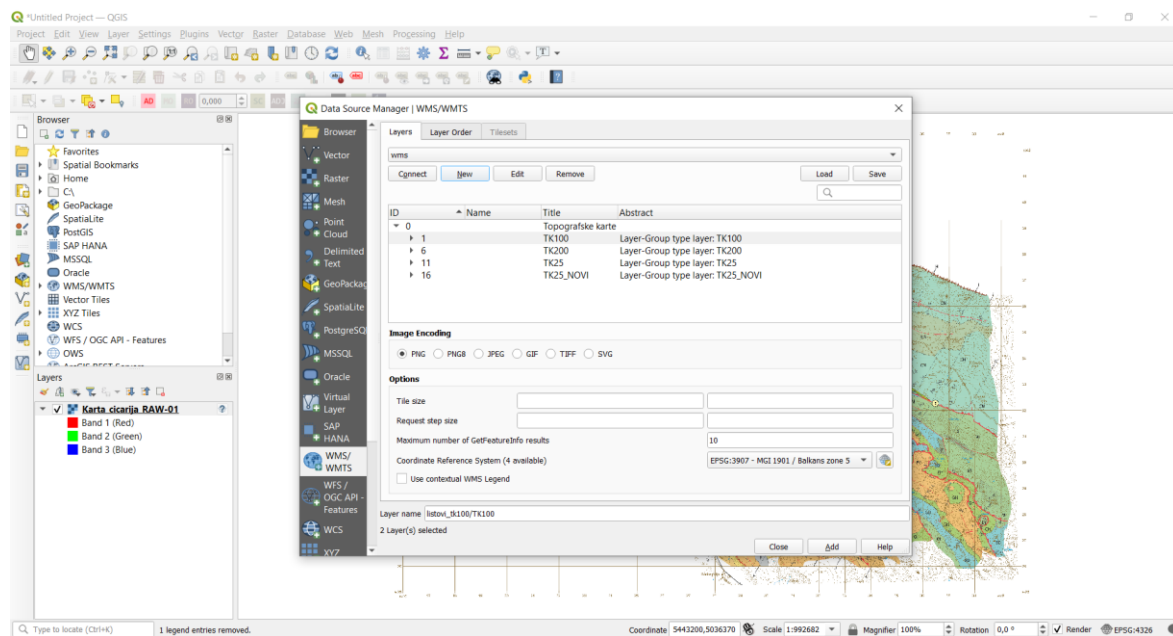 *Untitled Project — QGIS
Project Edit View Layer Settings Plugins Vector Raster Database Web Mesh Processing Help
AD
0,000
Browser
Favorites
Spatial Bookmarks
Home
C:\
GeoPackage
SpatiaLite
PostGIS
SAP HANA
MSSQL
Oracle
WMS/WMTS
Vector Tiles
XYZ Tiles
WCS
WFS / OGC API - Features
OWS
Layers
Karta_cicarija_RAW-01
?
Band 1 (Red)
Band 2 (Green)
Band 3 (Blue)
Data Source Manager | WMS/WMTS
Browser
Vector
Raster
Mesh
Point
Cloud
Delimited
Text
GeoPackag
SpatiaLite
PostgreSQ
MSSQL
Oracle
Virtual
Layer
SAP
HANA
WMS/
WMTS
WFS /
OGC API -
Features
WCS
XYZ
Layers Layer Order Tilesets
wms
Connect New Edit Remove Load Save
ID Name Title Abstract
0 Topografske karte
1 TK100 Layer-Group type layer: TK100
6 TK200 Layer-Group type layer: TK200
11 TK25 Layer-Group type layer: TK25
16 TK25_NOVI Layer-Group type layer: TK25_NOVI
Image Encoding
PNG PNG8 JPEG GIF TIFF SVG
Options
Tile size
Request step size
Maximum number of GetFeatureInfo results 10
Coordinate Reference System (4 available) EPSG:3907 - MGI 1901 / Balkans zone 5
Use contextual WMS Legend
Layer name listovi_tk100/TK100
2 Layer(s) selected
Close Add Help
Type to locate (Ctrl+K) 1 legend entries removed. Coordinate 5443200,5036370 Scale 1:992682 Magnifier 100% Rotation 0,0 ° Render EPSG:4326